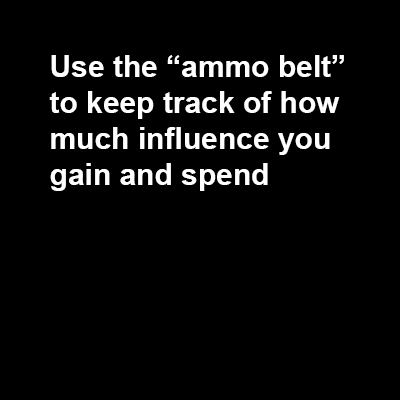 Use the “ammo belt”
to keep track of how
much influence you
gain and spend